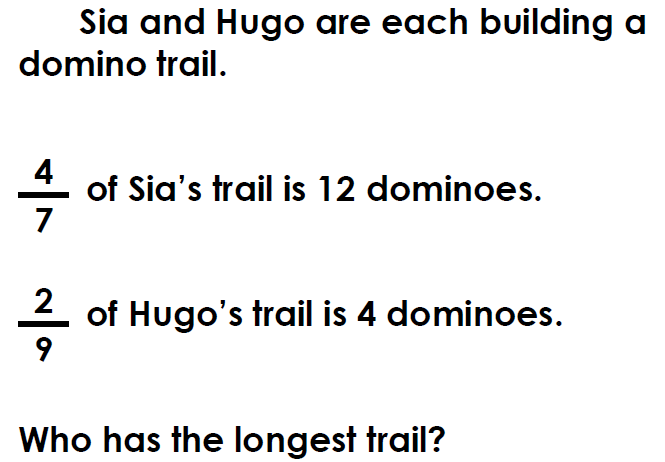 Sia and Hugo are each building a
domino trail.
4
7
of Sia's trail is 12 dominoes.
2
9
of Hugo's trail is 4 dominoes.
Who has the longest trail?